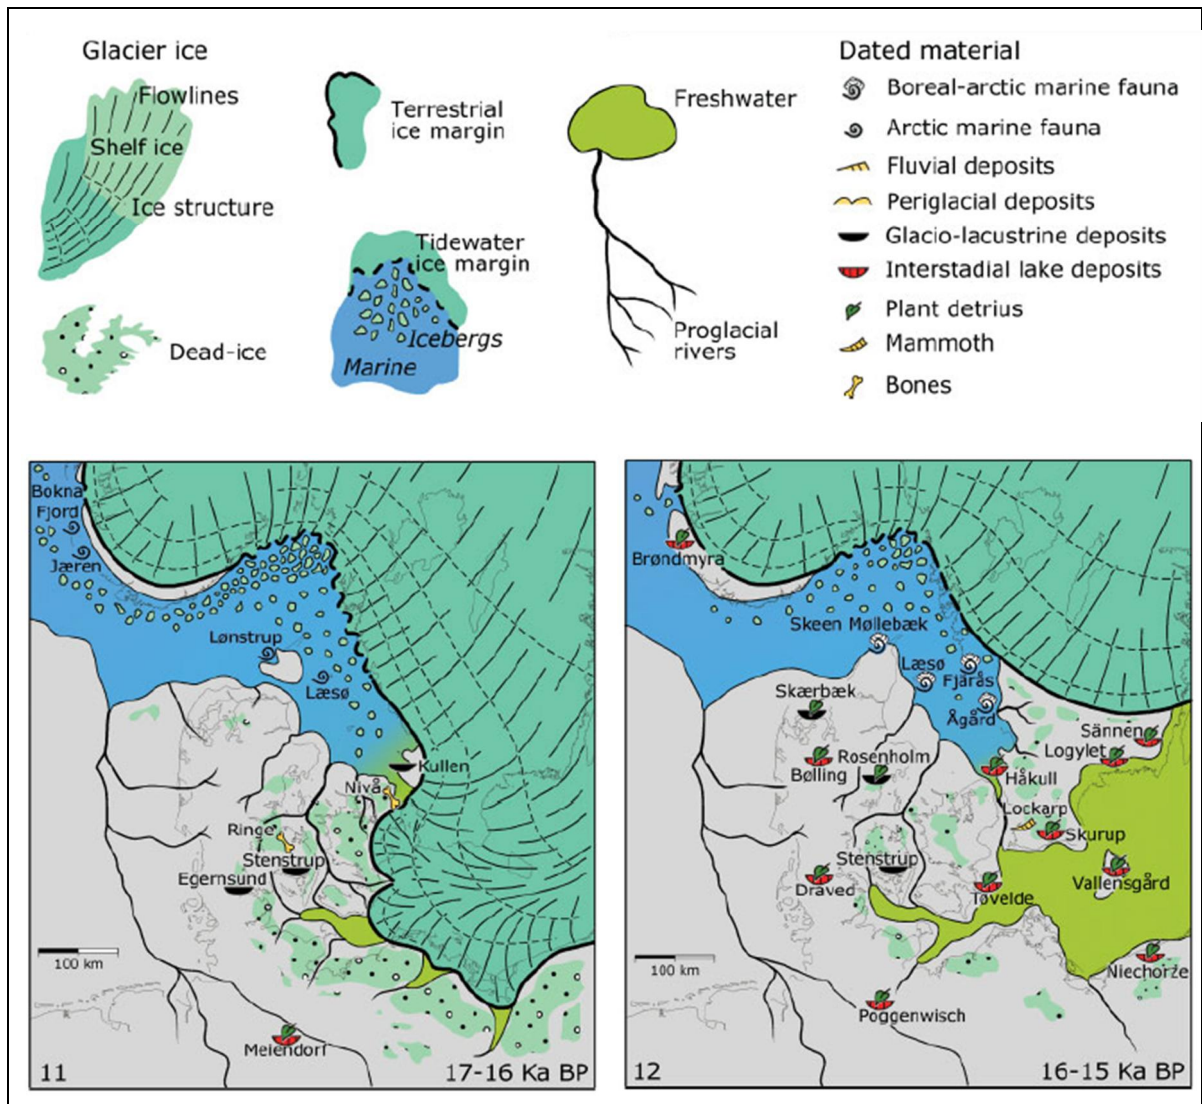 Glacier ice
Flowlines
Shelf ice
Ice structure
Dead-ice
Terrestrial
ice margin
Tidewater
ice margin
Icebergs
Marine
Freshwater
Proglacial
rivers
Dated material
Boreal-arctic marine fauna
Arctic marine fauna
Fluvial deposits
Periglacial deposits
Glacio-lacustrine deposits
Interstadial lake deposits
Plant detrius
Mammoth
Bones
Bokna
Fjord
Jæren
Lønstrup
Læsø
Kullen
Nivå
Ringe
Stenstrup
Egernsund
100 km
Meiendorf
11
17-16 Ka BP
Brøndmyra
Skeen Møllebæk
Læsø
Fjärås
Skærbæk
Ågård
Sännen
Logylet
Rosenholm
Bølling
Håkull
Lockarp
Skurup
Stenstrup
Draved
Tøvelde
Vallensgård
100 km
Niechorze
Poggenwisch
12
16-15 Ka BP